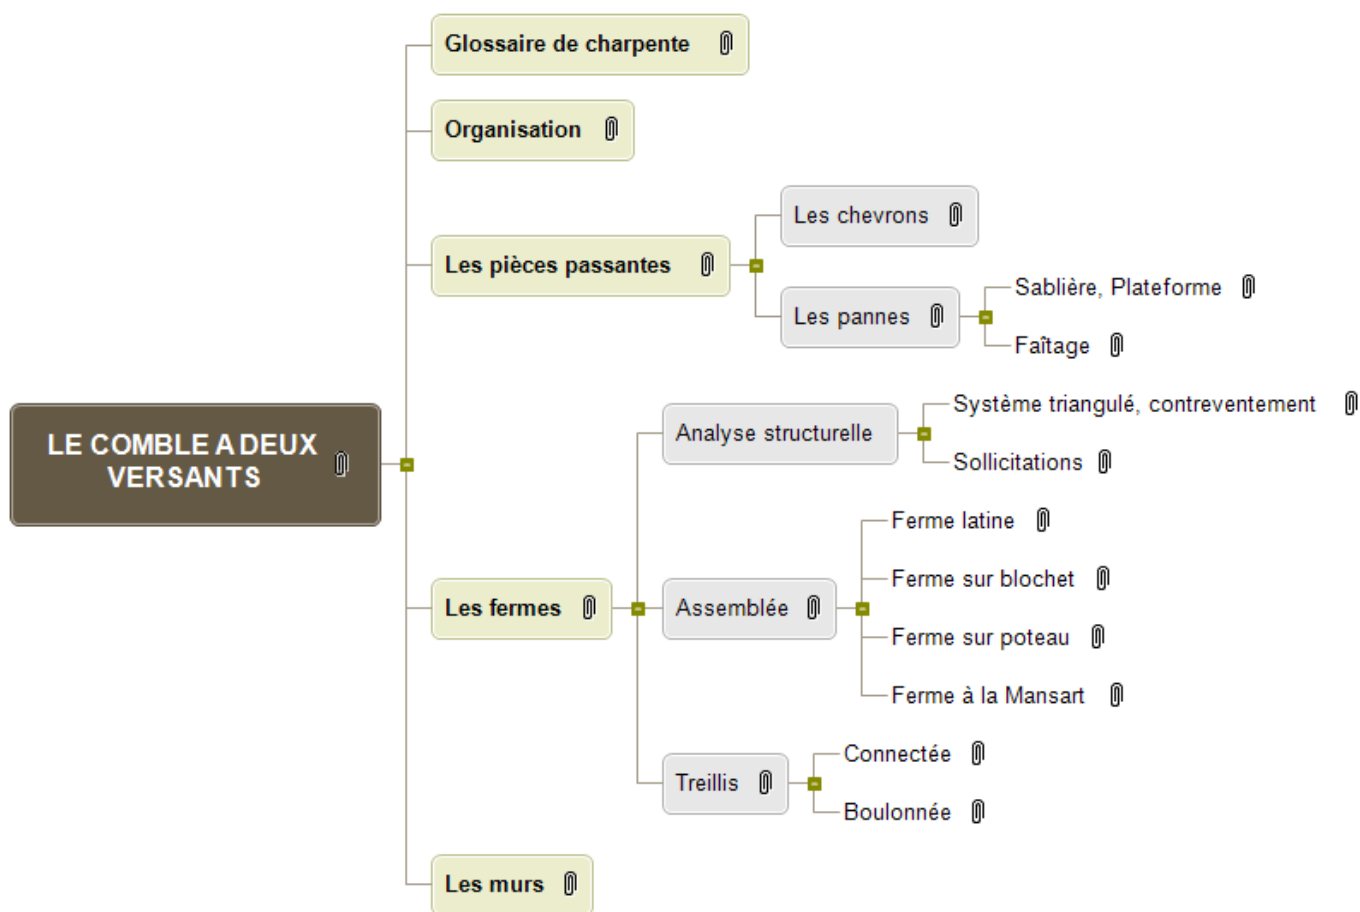 Glossaire de charpente
Organisation
Les chevrons
Les pièces passantes
Sablière, Plateforme
Les pannes
Faîtage
Système triangulé, contreventement
Analyse structurelle
LE COMBLE A DEUX
VERSANTS
Sollicitations
Ferme latine
Ferme sur blochet
Les fermes
Assemblée
Ferme sur poteau
Ferme à la Mansart
Connectée
Treillis
Boulonnée
Les murs